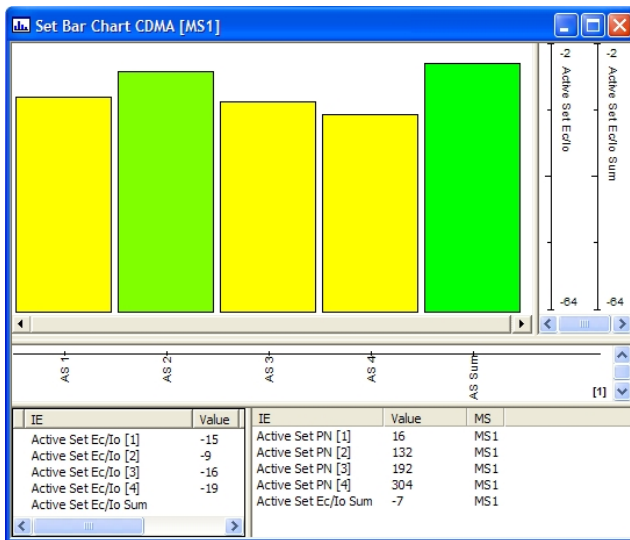 Set Bar Chart CDMA [MS1]
-2
-2
Active Set Ec/Io
Active Set Ec/Io Sum
-64
-64
AS 1
AS 2
AS 3
AS 4
AS Sum
[1]
IE Value
Active Set Ec/Io [1] -15
Active Set Ec/Io [2] -9
Active Set Ec/Io [3] -16
Active Set Ec/Io [4] -19
Active Set Ec/Io Sum
IE Value MS
Active Set PN [1] 16 MS1
Active Set PN [2] 132 MS1
Active Set PN [3] 192 MS1
Active Set PN [4] 304 MS1
Active Set Ec/Io Sum -7 MS1